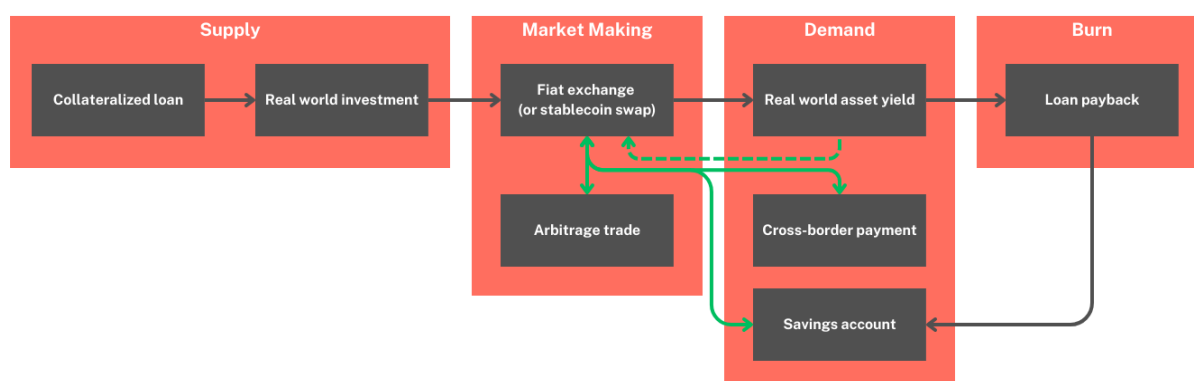 Supply
Collateralized loan
Real world investment
Market Making
Fiat exchange
(or stablecoin swap)
Arbitrage trade
Demand
Real world asset yield
Cross-border payment
Savings account
Burn
Loan payback